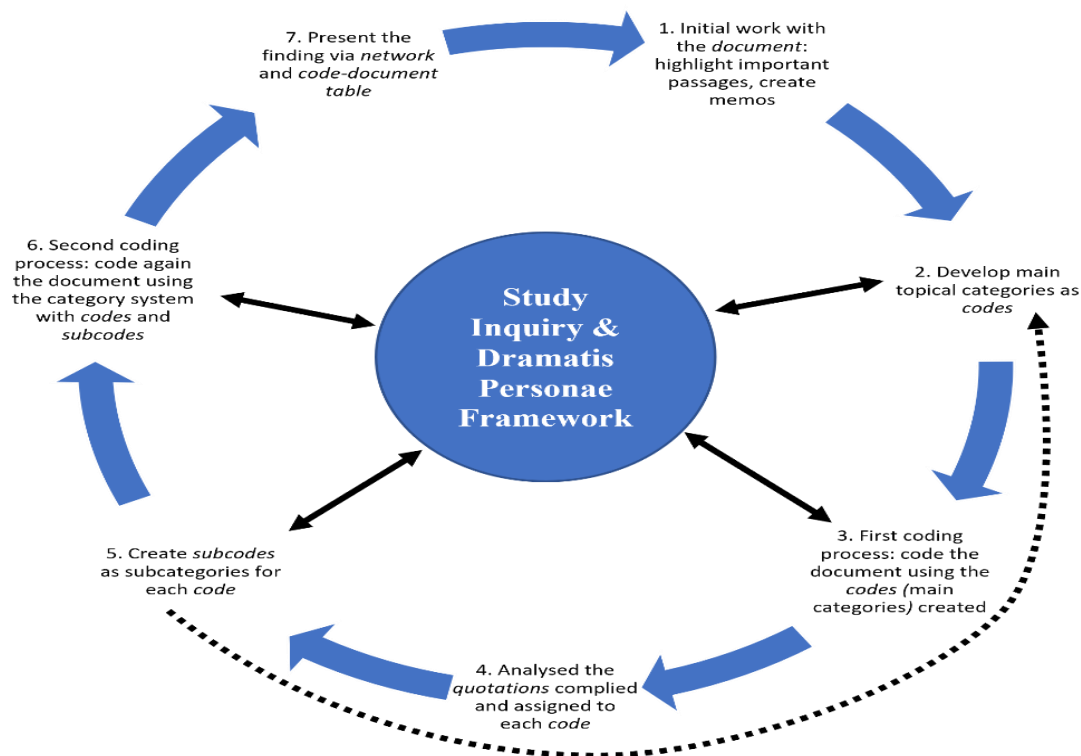 1. Initial work with
the document:
highlight important
passages, create
memos
2. Develop main
topical categories as
codes
3. First coding
process: code the
document using the
codes (main
categories) created
4. Analysed the
quotations complied
and assigned to
each code
5. Create subcodes
as subcategories for
each code
6. Second coding
process: code again
the document using
the category system
with codes and
subcodes
7. Present the
finding via network
and code-document
table
Study
Inquiry &
Dramatis
Personae
Framework